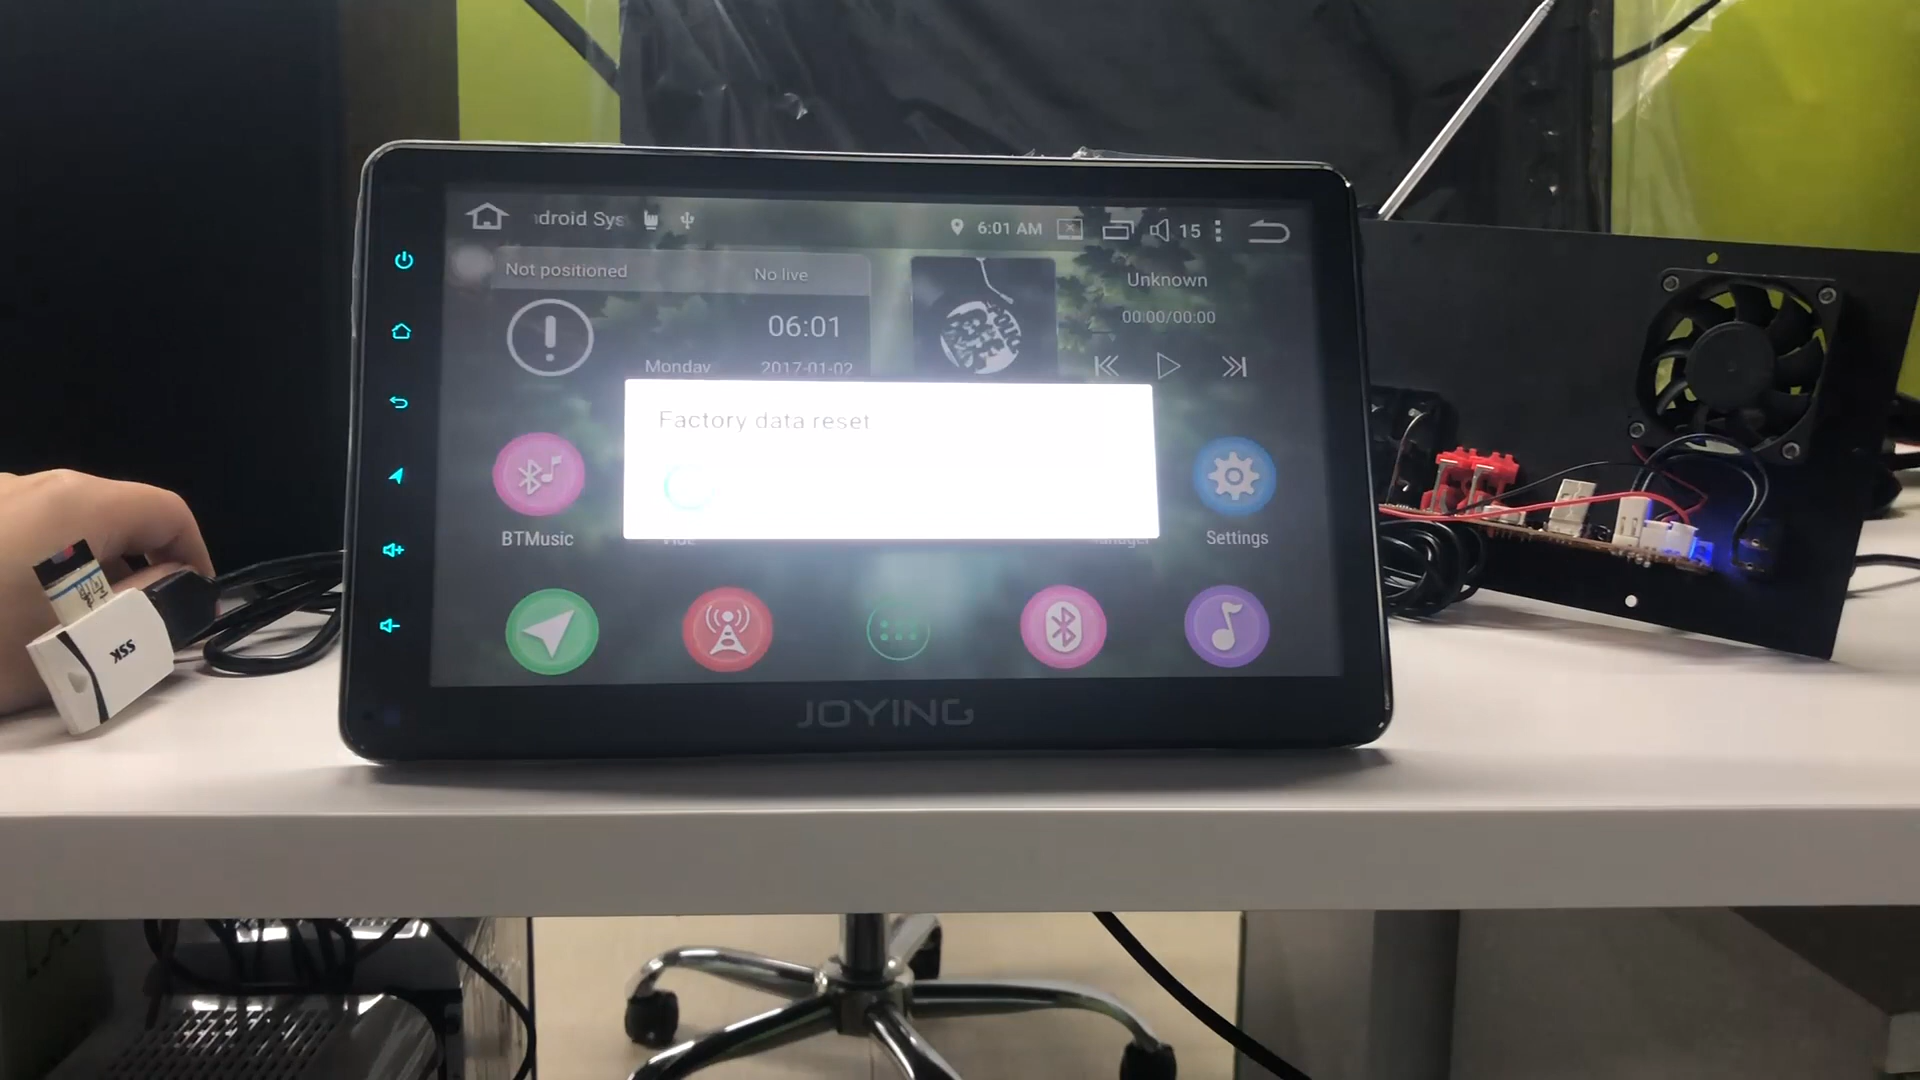 ndroid Sys
6:01 AM
15
Not positioned
No live
06:01
Monday
2017-01-02
Unknown
00:00/00:00
Factory data reset
BTMusic
Settings
JOYING
SSK